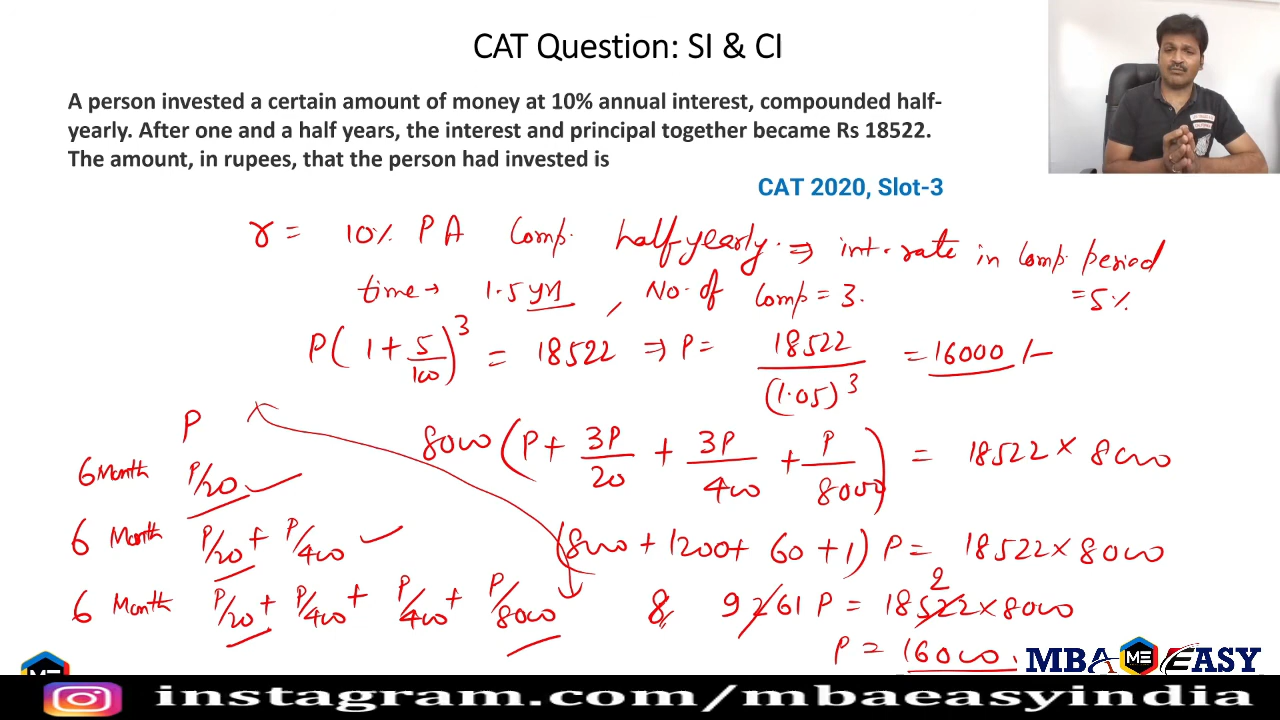 CAT Question: SI & CI
A person invested a certain amount of money at 10% annual interest, compounded half-
yearly. After one and a half years, the interest and principal together became Rs 18522.
The amount, in rupees, that the person had invested is
CAT 2020, Slot-3
r = 10% PA Comp. half-yearly. ⇒ int. rate in Comp. period
= 5%
time → 1.5 yrs, No. of Comp = 3.
P(1 + 5/100)^3 = 18522 ⇒ P = 18522/(1.05)^3 = 16000/-
P
8000(P + 3P/20 + 3P/400 + P/8000) = 18522 × 8000
6 Month P/20
6 Month P/20 + P/400
(8000 + 1200 + 60 + 1) P = 18522 × 8000
6 Month P/20 + P/400 + P/400 + P/8000
9261 P = 18522 × 8000
2
P = 16000.
MBA ME EASY
instagram.com/mbaeasyindia